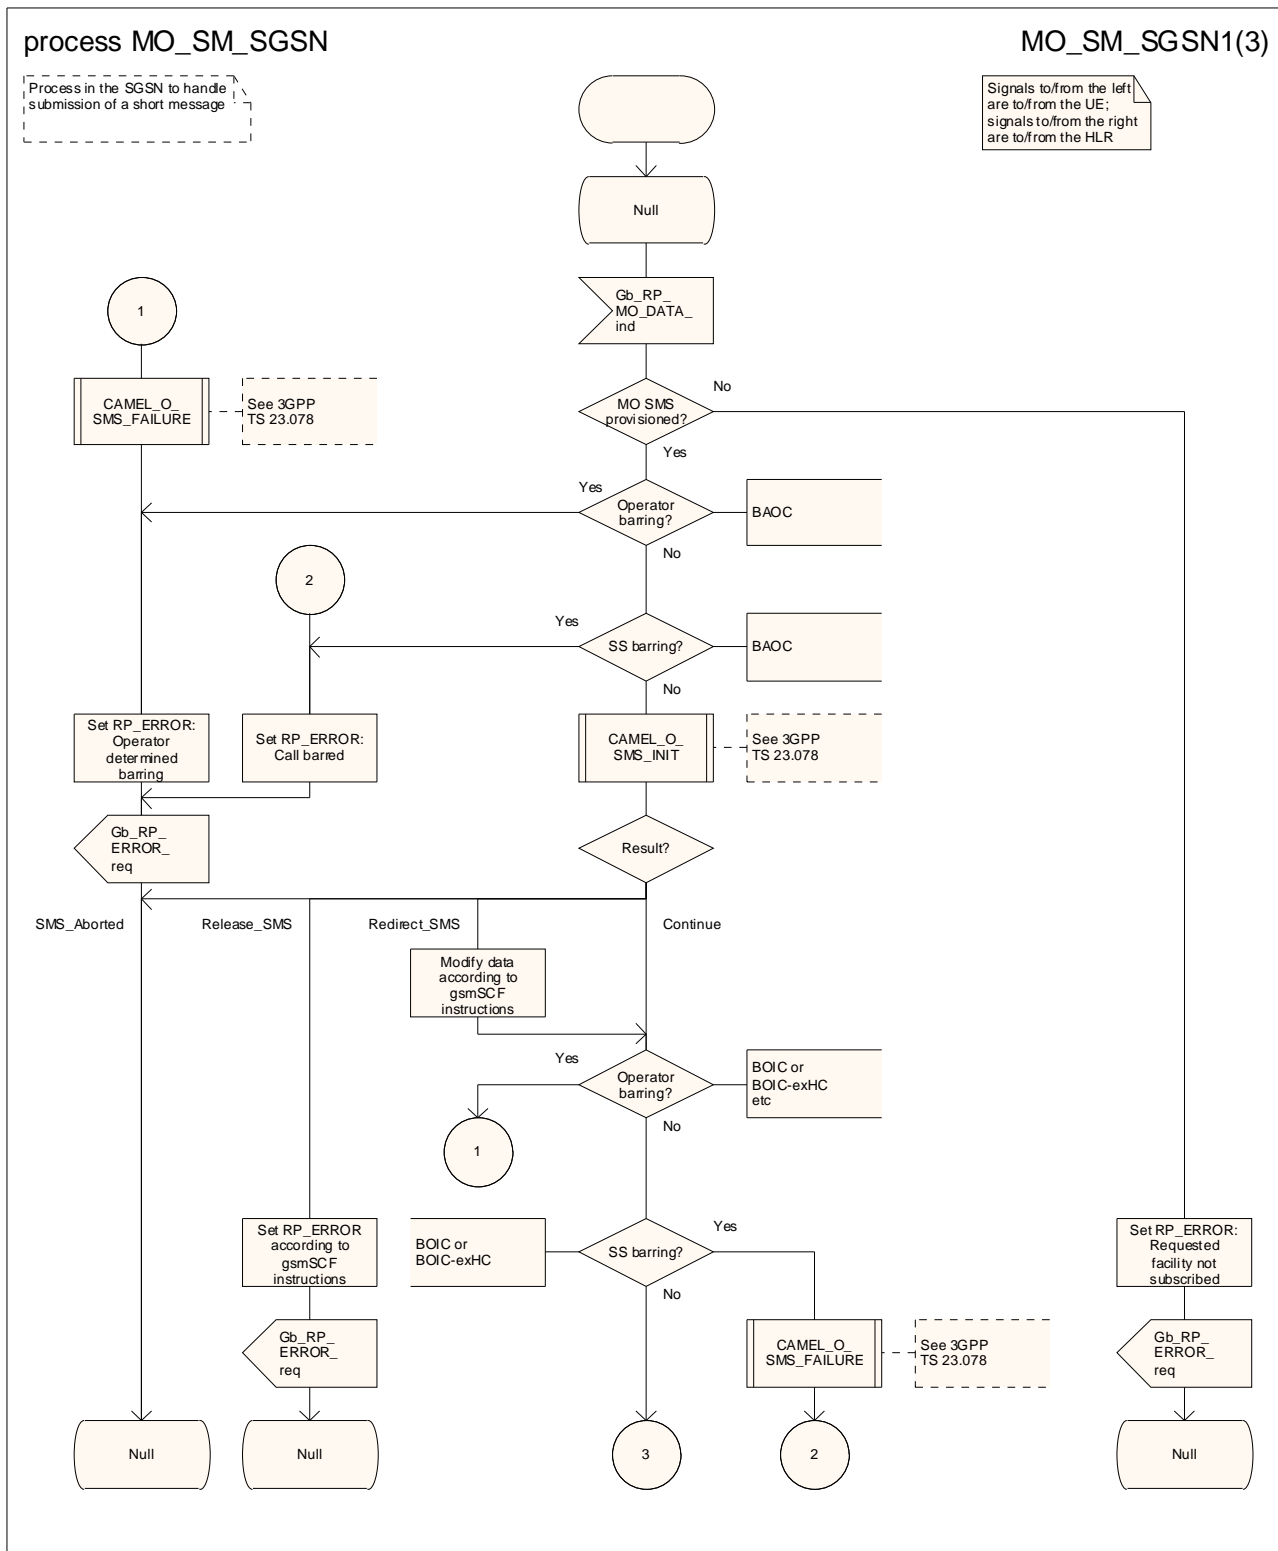 process MO_SM_SGSN
MO_SM_SGSN1(3)
Process in the SGSN to handle
submission of a short message
Signals to/from the left
are to/from the UE;
signals to/from the right
are to/from the HLR
Null
Gb_RP_
MO_DATA_
ind
1
CAMEL_O_
SMS_FAILURE
See 3GPP
TS 23.078
MO SMS
provisioned?
No
Yes
Yes
Operator
barring?
BAOC
No
2
Yes
SS barring?
BAOC
No
Set RP_ERROR:
Operator
determined
barring
Set RP_ERROR:
Call barred
CAMEL_O_
SMS_INIT
See 3GPP
TS 23.078
Gb_RP_
ERROR_
req
Result?
SMS_Aborted
Release_SMS
Redirect_SMS
Continue
Modify data
according to
gsmSCF
instructions
Yes
Operator
barring?
BOIC or
BOIC-exHC
etc
No
1
Set RP_ERROR
according to
gsmSCF
instructions
BOIC or
BOIC-exHC
SS barring?
Yes
No
Set RP_ERROR:
Requested
facility not
subscribed
Gb_RP_
ERROR_
req
CAMEL_O_
SMS_FAILURE
See 3GPP
TS 23.078
Gb_RP_
ERROR_
req
Null
Null
3
2
Null